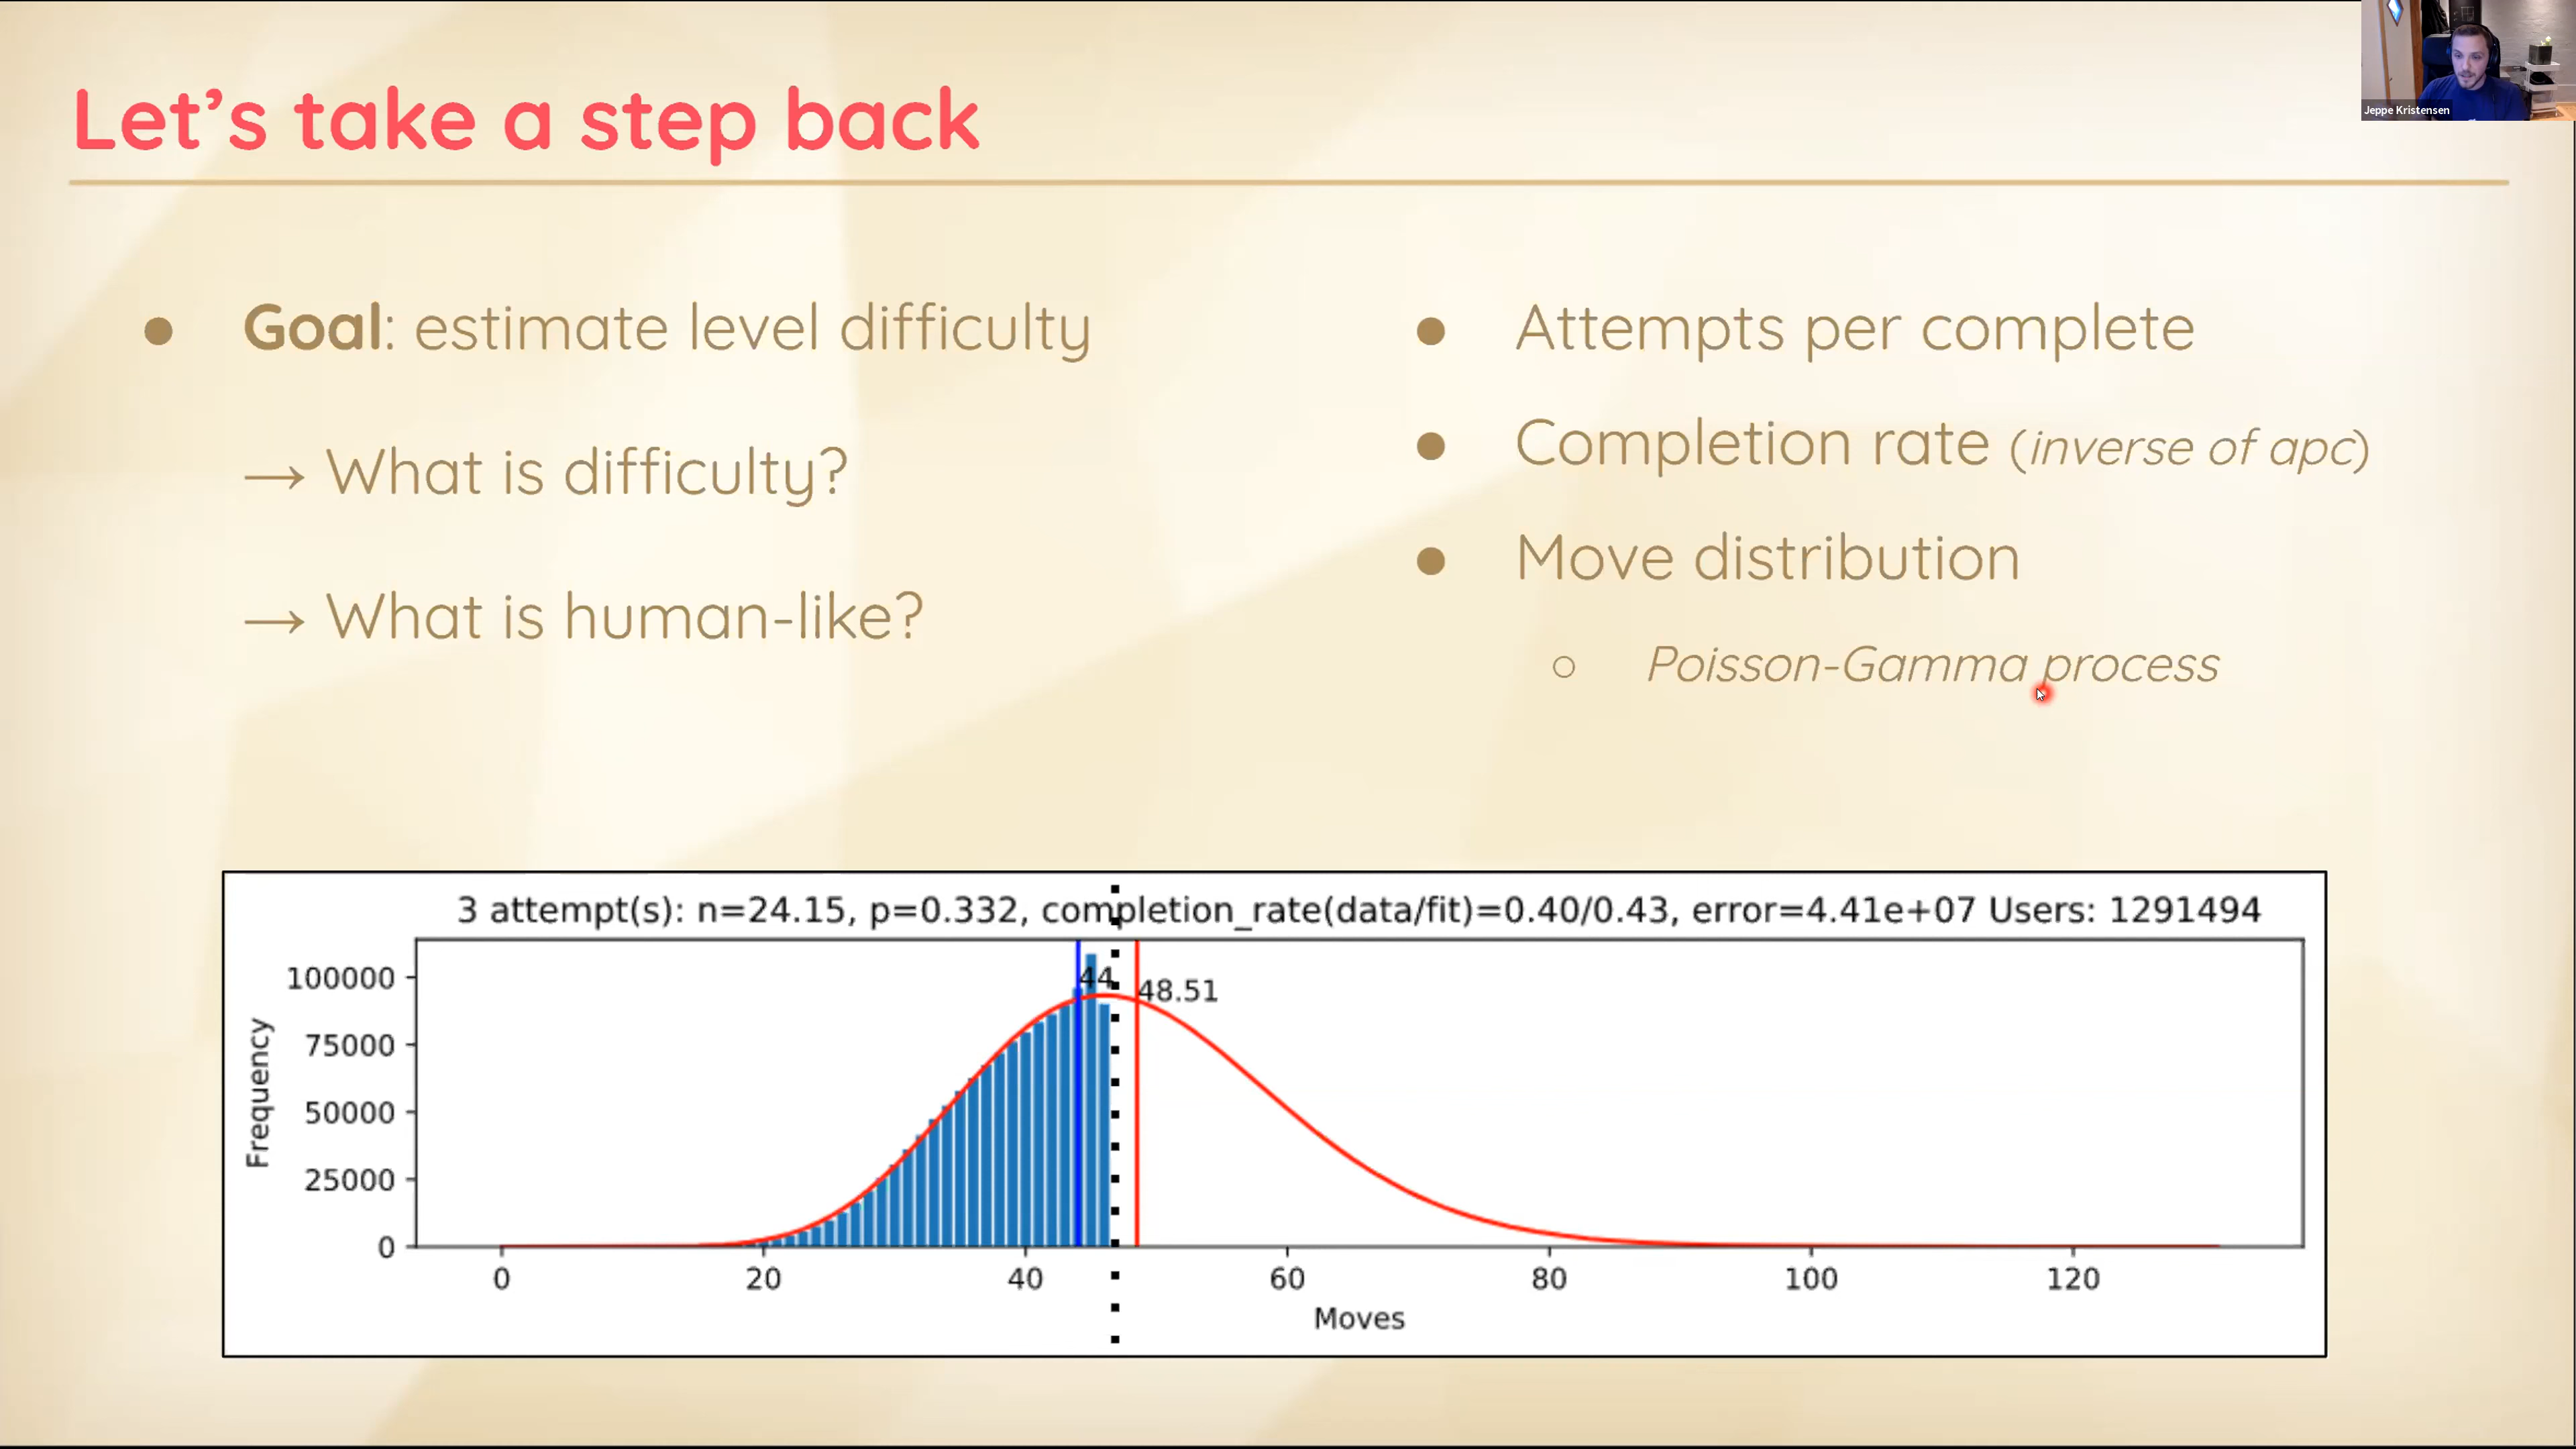 Let's take a step back
Jeppe Kristensen
● Goal: estimate level difficulty
→ What is difficulty?
→ What is human-like?
● Attempts per complete
● Completion rate (inverse of apc)
● Move distribution
○ Poisson-Gamma process
3 attempt(s): n=24.15, p=0.332, completion_rate(data/fit)=0.40/0.43, error=4.41e+07 Users: 1291494
44
48.51
Frequency
100000
75000
50000
25000
0
0 20 40 60 80 100 120
Moves